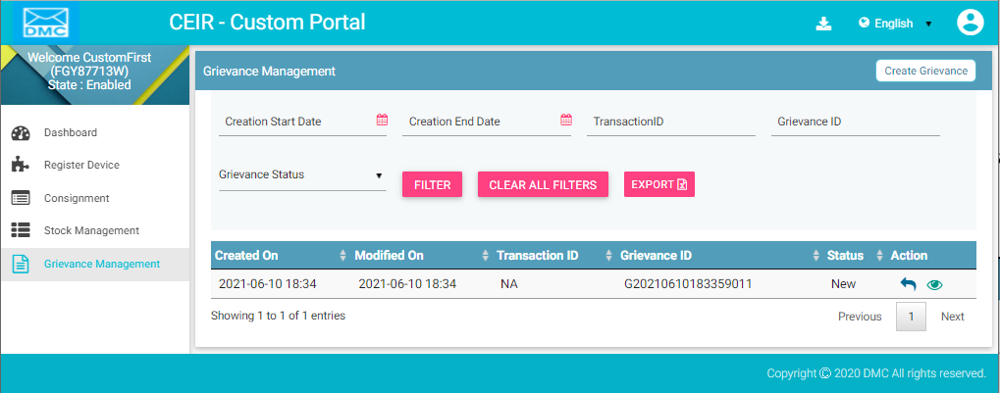 DMC
CEIR - Custom Portal
English
Welcome CustomFirst
(FGY87713W)
State : Enabled
Dashboard
Register Device
Consignment
Stock Management
Grievance Management
Grievance Management
Create Grievance
Creation Start Date
Creation End Date
TransactionID
Grievance ID
Grievance Status
FILTER
CLEAR ALL FILTERS
EXPORT
Created On Modified On Transaction ID Grievance ID Status Action
2021-06-10 18:34 2021-06-10 18:34 NA G20210610183359011 New
Showing 1 to 1 of 1 entries
Previous 1 Next
Copyright © 2020 DMC All rights reserved.